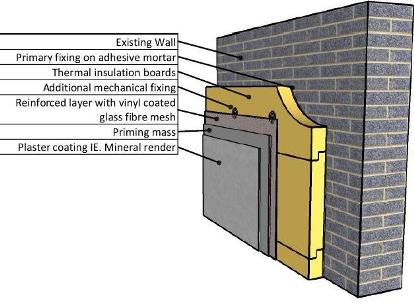 Existing Wall
Primary fixing on adhesive mortar
Thermal insulation boards
Additional mechanical fixing
Reinforced layer with vinyl coated
glass fibre mesh
Priming mass
Plaster coating IE. Mineral render